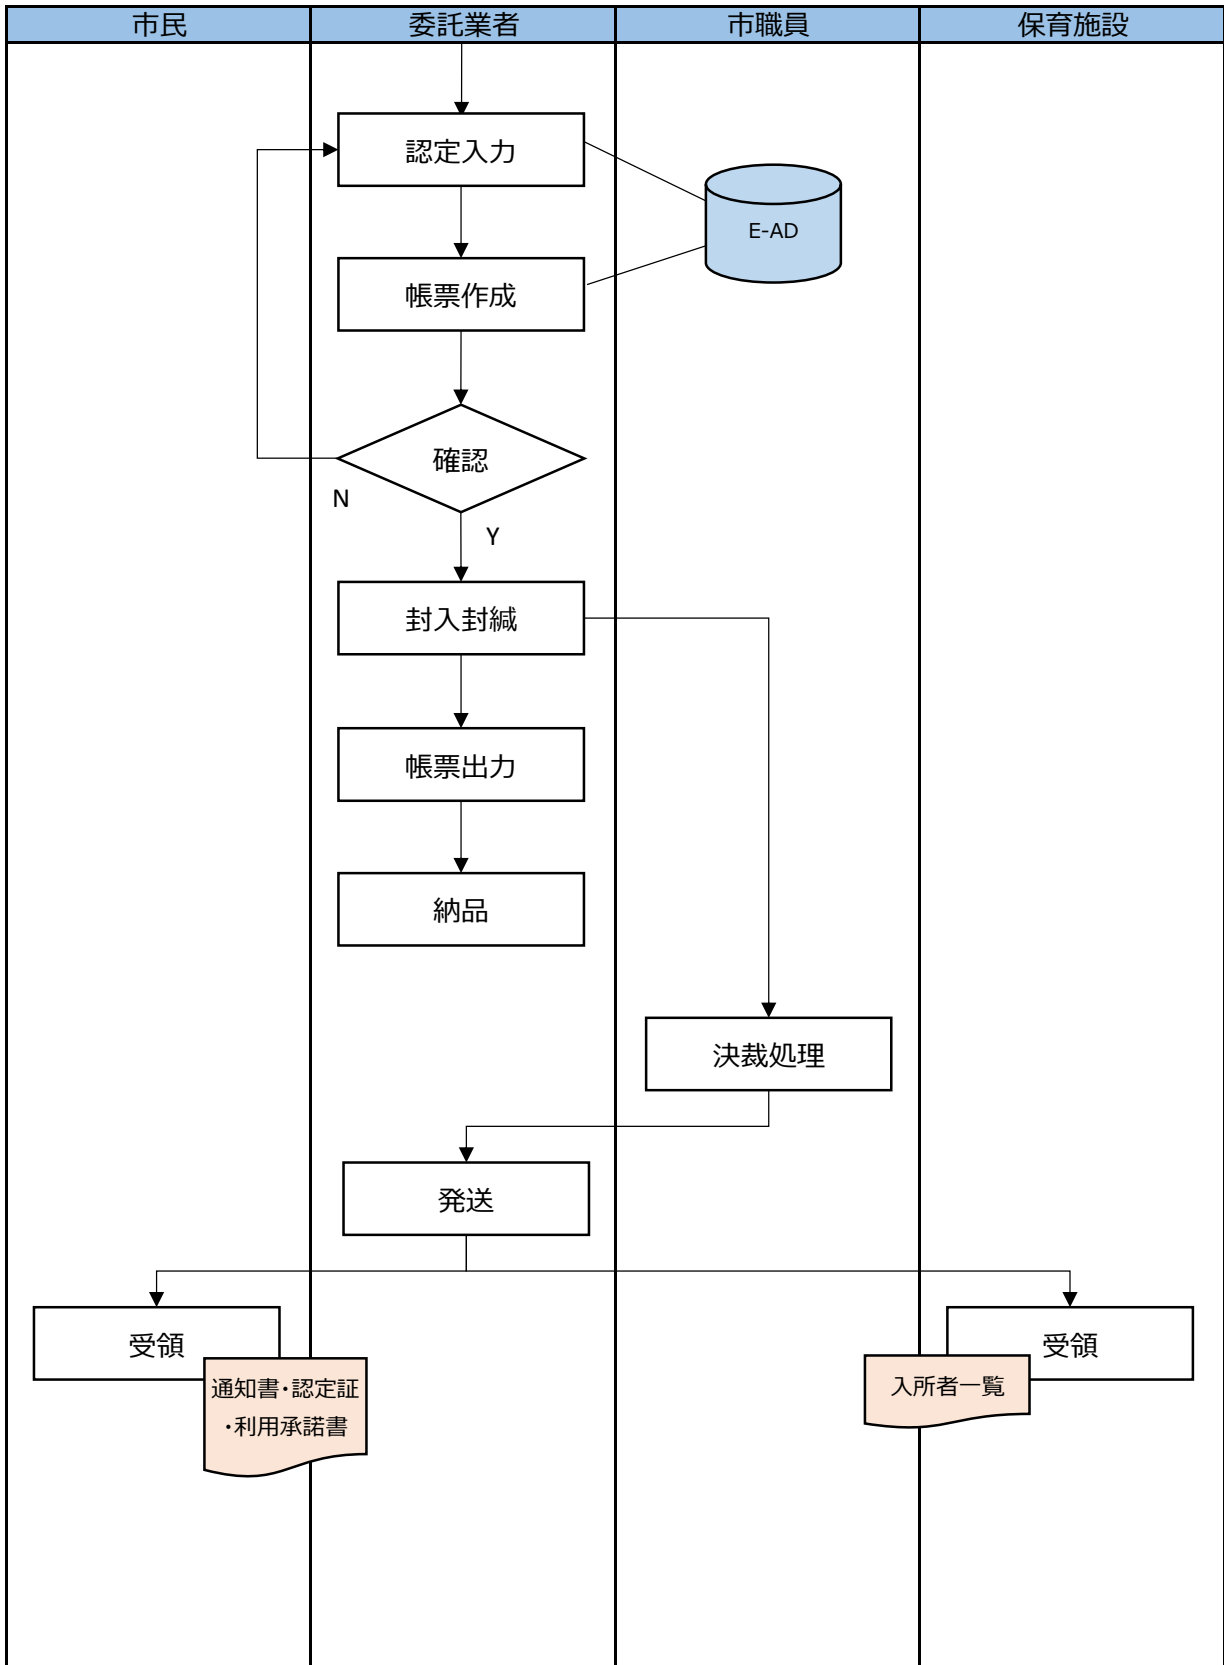 市民
委託業者
市職員
保育施設
認定入力
E-AD
帳票作成
確認
N
Y
封入封緘
帳票出力
納品
決裁処理
発送
受領
受領
通知書・認定証
・利用承諾書
入所者一覧